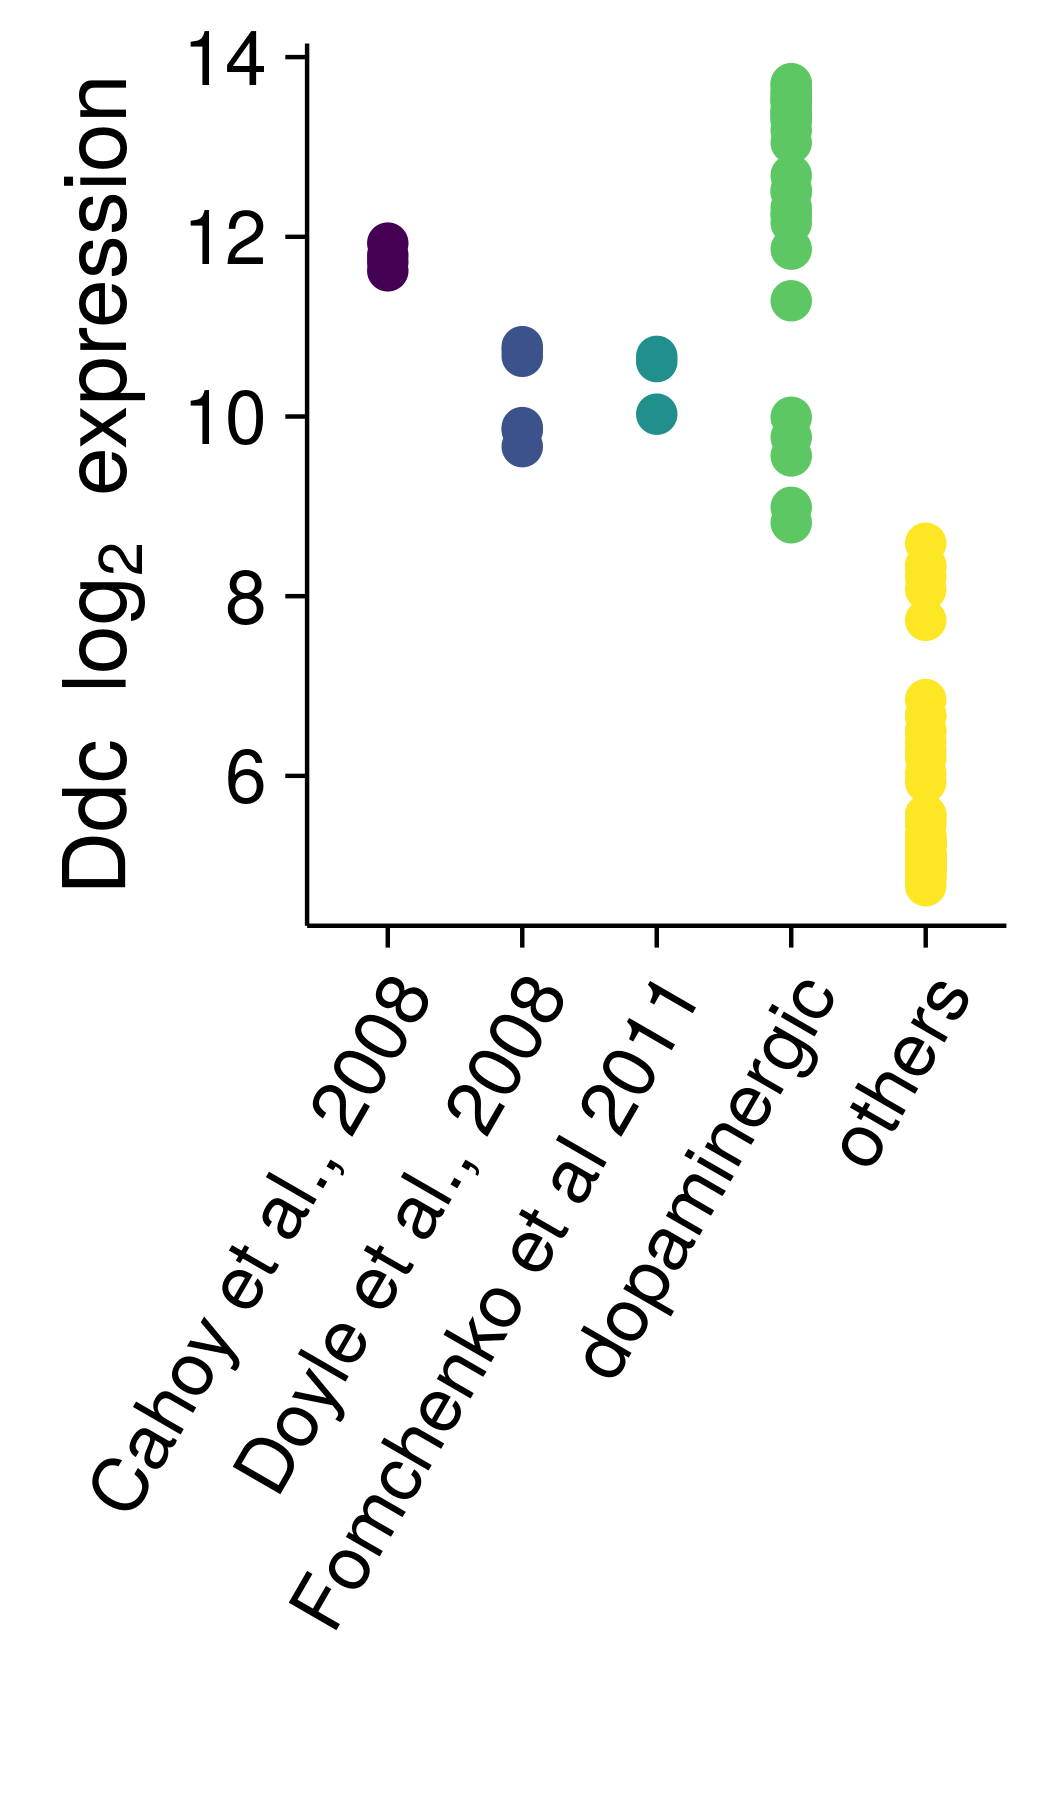 Ddc log₂ expression
14
12
10
8
6
Cahoy et al., 2008
Doyle et al., 2008
Fomchenko et al 2011
dopaminergic
others